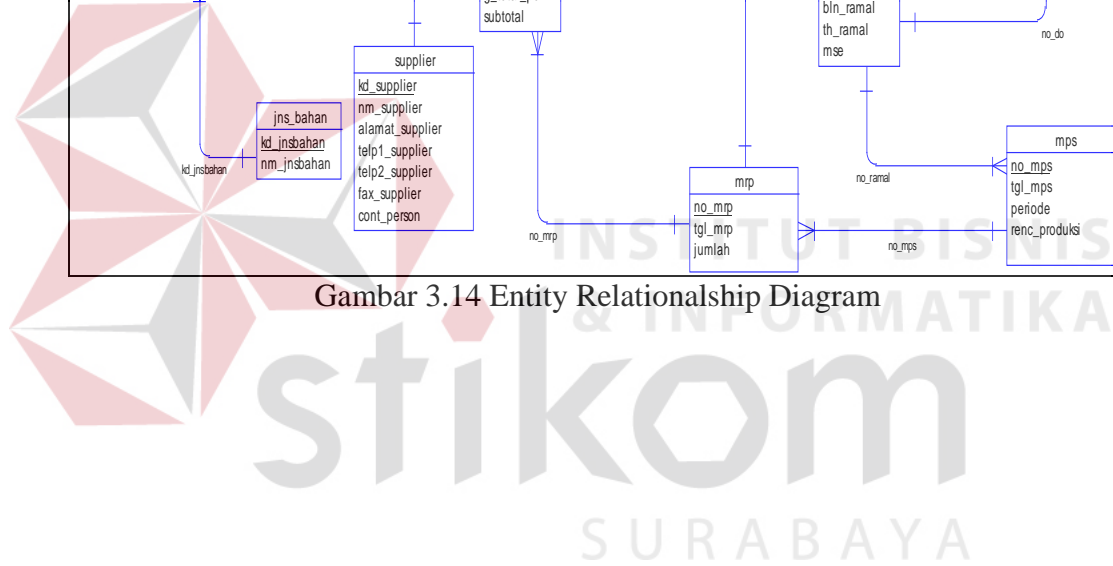 subtotal
bln_ramal
th_ramal
mse
no_do
supplier
kd_supplier
nm_supplier
alamat_supplier
telp1_supplier
telp2_supplier
fax_supplier
cont_person
jns_bahan
kd_jnsbahan
nm_jnsbahan
kd_jnsbahan
mps
no_mps
tgl_mps
periode
renc_produksi
no_ramal
mrp
no_mrp
tgl_mrp
jumlah
no_mrp
no_mps
INSTITUT BISNIS
Gambar 3.14 Entity Relationalship Diagram
& INFORMATIKA
stikom
SURABAYA